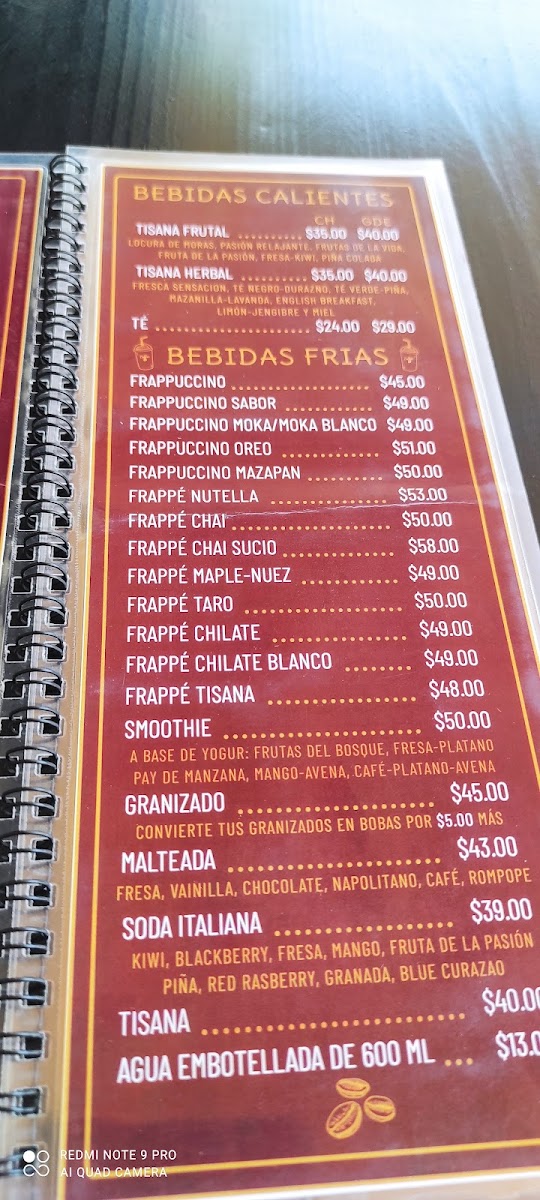 BEBIDAS CALIENTES
CH GDE
TISANA FRUTAL .......... $35.00 $40.00
LOCURA DE MORAS, PASIÓN RELAJANTE, FRUTAS DE LA VIDA,
FRUTA DE LA PASIÓN, FRESA-KIWI, PIÑA COLADA
TISANA HERBAL .......... $35.00 $40.00
FRESCA SENSACION, TÉ NEGRO-DURAZNO, TÉ VERDE-PIÑA,
MAZANILLA-LAVANDA, ENGLISH BREAKFAST,
LIMÓN-JENGIBRE Y MIEL
TÉ ........................ $24.00 $29.00
BEBIDAS FRIAS
FRAPPUCCINO ........................ $45.00
FRAPPUCCINO SABOR ............... $49.00
FRAPPUCCINO MOKA/MOKA BLANCO $49.00
FRAPPUCCINO OREO ................ $51.00
FRAPPUCCINO MAZAPAN ........... $50.00
FRAPPÉ NUTELLA .................. $53.00
FRAPPÉ CHAI ........................ $50.00
FRAPPÉ CHAI SUCIO ................ $58.00
FRAPPÉ MAPLE-NUEZ .............. $49.00
FRAPPÉ TARO ........................ $50.00
FRAPPÉ CHILATE .................. $49.00
FRAPPÉ CHILATE BLANCO ........ $49.00
FRAPPÉ TISANA .................. $48.00
SMOOTHIE ........................ $50.00
A BASE DE YOGUR: FRUTAS DEL BOSQUE, FRESA-PLATANO
PAY DE MANZANA, MANGO-AVENA, CAFÉ-PLATANO-AVENA
GRANIZADO ...................... $45.00
CONVIERTE TUS GRANIZADOS EN BOBAS POR $5.00 MÁS
MALTEADA ........................ $43.00
FRESA, VAINILLA, CHOCOLATE, NAPOLITANO, CAFÉ, ROMPOPE
SODA ITALIANA .................. $39.00
KIWI, BLACKBERRY, FRESA, MANGO, FRUTA DE LA PASIÓN
PIÑA, RED RASBERRY, GRANADA, BLUE CURAZAO
TISANA .......................... $40.00
AGUA EMBOTELLADA DE 600 ML ... $13.0
REDMI NOTE 9 PRO
AI QUAD CAMERA